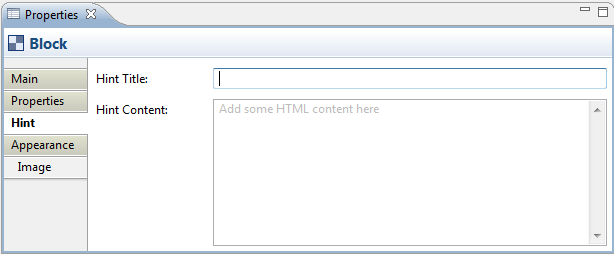 Properties
Block
Main
Properties
Hint
Appearance
Image
Hint Title:
Hint Content:
Add some HTML content here